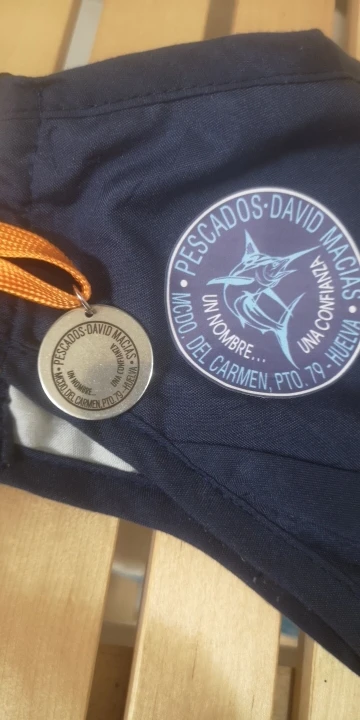 PESCADOS·DAVID MACIAS
UN NOMBRE...
UNA CONFIANZA
• MCDO. DEL CARMEN, PTO. 79 - HUELVA •
• PESCADOS·DAVID MACIAS •
UN NOMBRE...
UNA CONFIANZA
MCDO. DEL CARMEN, PTO. 79 - HUELVA